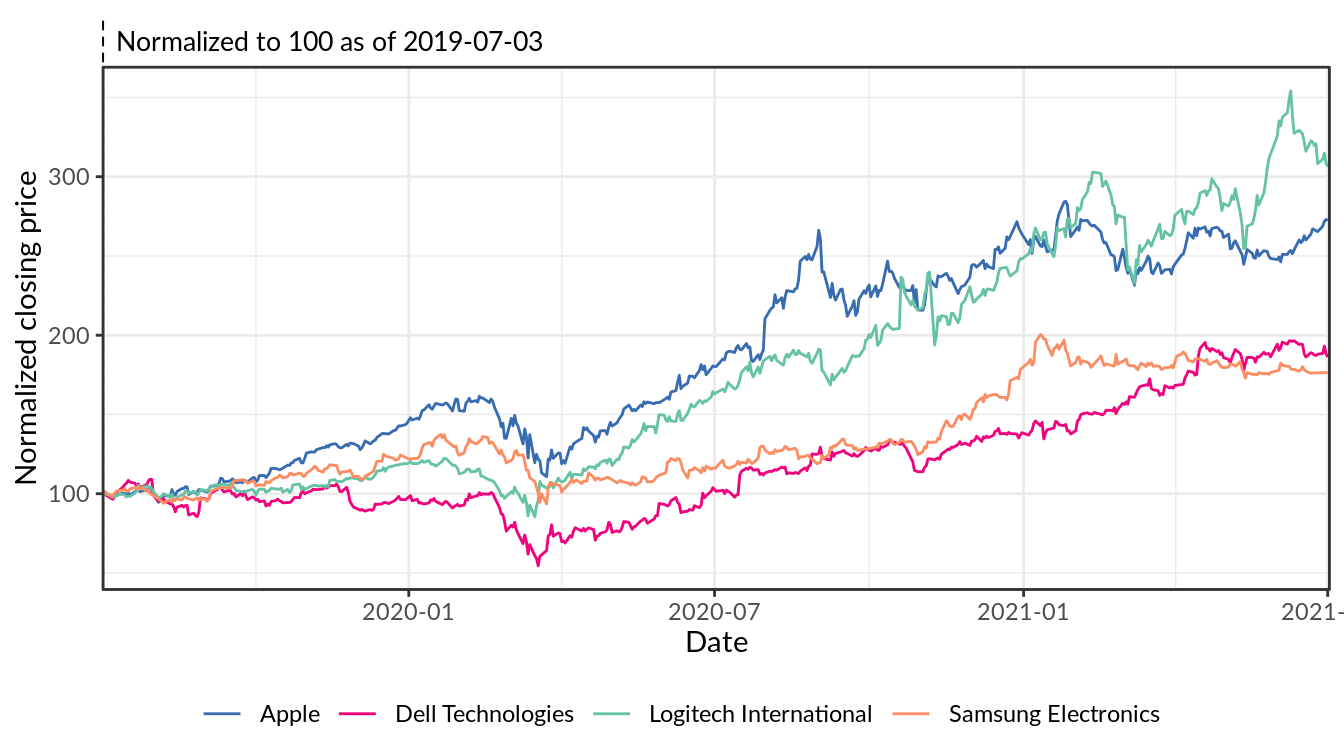 Normalized to 100 as of 2019-07-03
Normalized closing price
300
200
100
2020-01
2020-07
2021-01
2021-
Date
Apple
Dell Technologies
Logitech International
Samsung Electronics